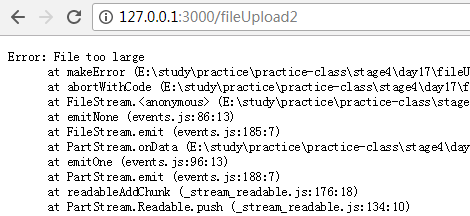 127.0.0.1:3000/fileUpload2
Error: File too large
at makeError (E:\study\practice\practice-class\stage4\day17\fileU
at abortWithCode (E:\study\practice\practice-class\stage4\day17\f
at FileStream.<anonymous> (E:\study\practice\practice-class\stage
at emitNone (events.js:86:13)
at FileStream.emit (events.js:185:7)
at PartStream.onData (E:\study\practice\practice-class\stage4\day
at emitOne (events.js:96:13)
at PartStream.emit (events.js:188:7)
at readableAddChunk (_stream_readable.js:176:18)
at PartStream.Readable.push (_stream_readable.js:134:10)